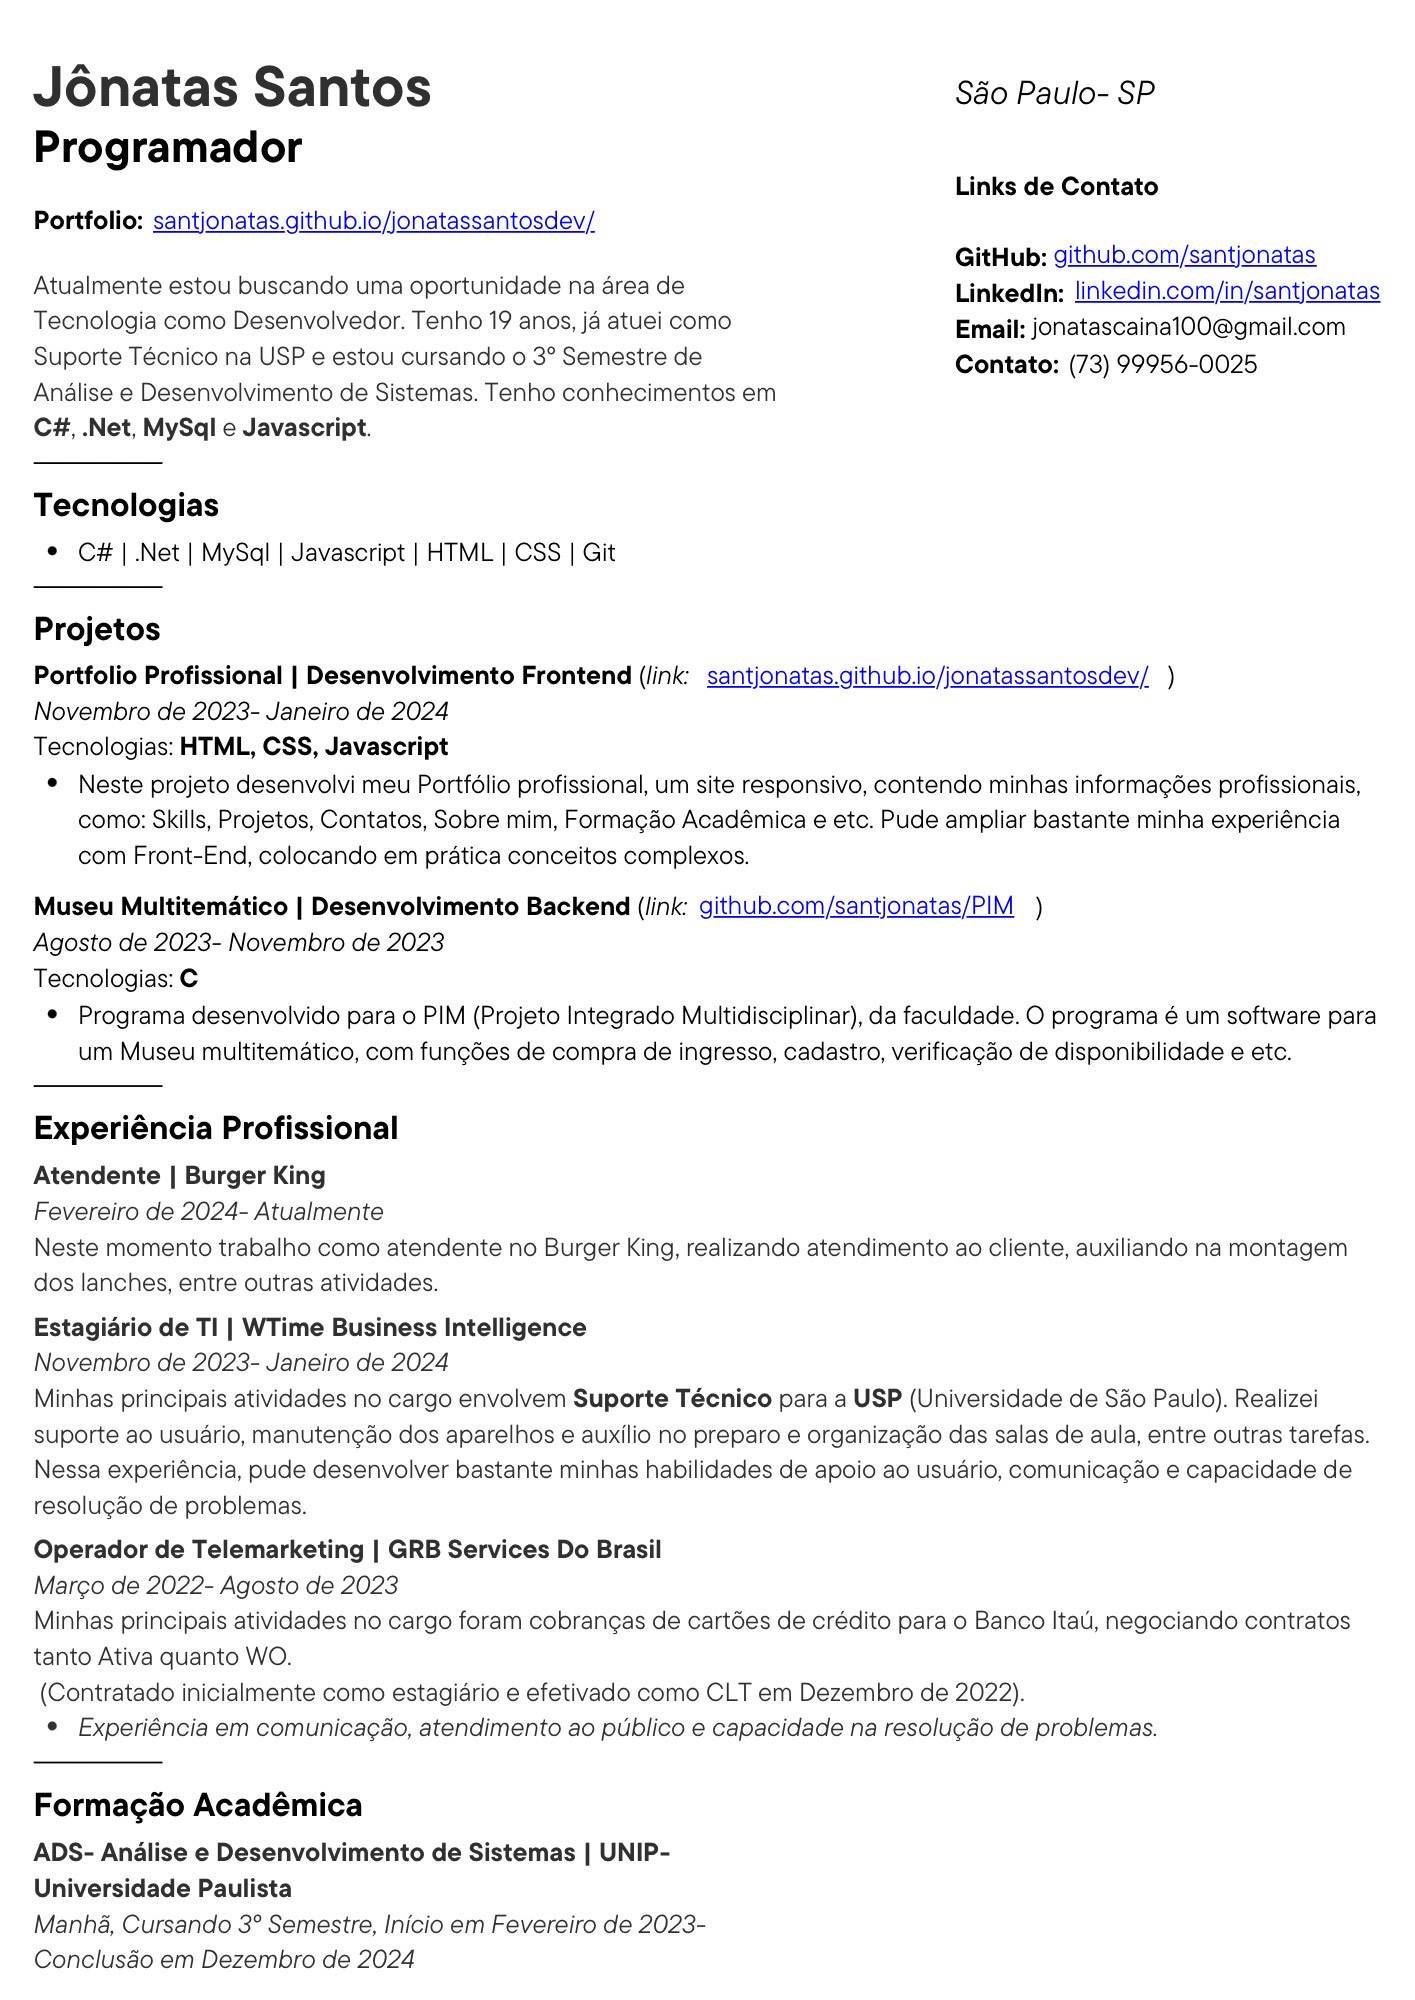 Jônatas Santos
Programador
Portfolio: santjonatas.github.io/jonatassantosdev/
Atualmente estou buscando uma oportunidade na área de
Tecnologia como Desenvolvedor. Tenho 19 anos, já atuei como
Suporte Técnico na USP e estou cursando o 3º Semestre de
Análise e Desenvolvimento de Sistemas. Tenho conhecimentos em
C#, .Net, MySql e Javascript.
São Paulo- SP
Links de Contato
GitHub: github.com/santjonatas
LinkedIn: linkedin.com/in/santjonatas
Email: jonatascaina100@gmail.com
Contato: (73) 99956-0025
Tecnologias
• C# | .Net | MySql | Javascript | HTML | CSS | Git
Projetos
Portfolio Profissional | Desenvolvimento Frontend (link: santjonatas.github.io/jonatassantosdev/ )
Novembro de 2023- Janeiro de 2024
Tecnologias: HTML, CSS, Javascript
• Neste projeto desenvolvi meu Portfólio profissional, um site responsivo, contendo minhas informações profissionais,
como: Skills, Projetos, Contatos, Sobre mim, Formação Acadêmica e etc. Pude ampliar bastante minha experiência
com Front-End, colocando em prática conceitos complexos.
Museu Multitemático | Desenvolvimento Backend (link: github.com/santjonatas/PIM )
Agosto de 2023- Novembro de 2023
Tecnologias: C
• Programa desenvolvido para o PIM (Projeto Integrado Multidisciplinar), da faculdade. O programa é um software para
um Museu multitemático, com funções de compra de ingresso, cadastro, verificação de disponibilidade e etc.
Experiência Profissional
Atendente | Burger King
Fevereiro de 2024- Atualmente
Neste momento trabalho como atendente no Burger King, realizando atendimento ao cliente, auxiliando na montagem
dos lanches, entre outras atividades.
Estagiário de TI | WTime Business Intelligence
Novembro de 2023- Janeiro de 2024
Minhas principais atividades no cargo envolvem Suporte Técnico para a USP (Universidade de São Paulo). Realizei
suporte ao usuário, manutenção dos aparelhos e auxílio no preparo e organização das salas de aula, entre outras tarefas.
Nessa experiência, pude desenvolver bastante minhas habilidades de apoio ao usuário, comunicação e capacidade de
resolução de problemas.
Operador de Telemarketing | GRB Services Do Brasil
Março de 2022- Agosto de 2023
Minhas principais atividades no cargo foram cobranças de cartões de crédito para o Banco Itaú, negociando contratos
tanto Ativa quanto WO.
(Contratado inicialmente como estagiário e efetivado como CLT em Dezembro de 2022).
• Experiência em comunicação, atendimento ao público e capacidade na resolução de problemas.
Formação Acadêmica
ADS- Análise e Desenvolvimento de Sistemas | UNIP-
Universidade Paulista
Manhã, Cursando 3º Semestre, Início em Fevereiro de 2023-
Conclusão em Dezembro de 2024